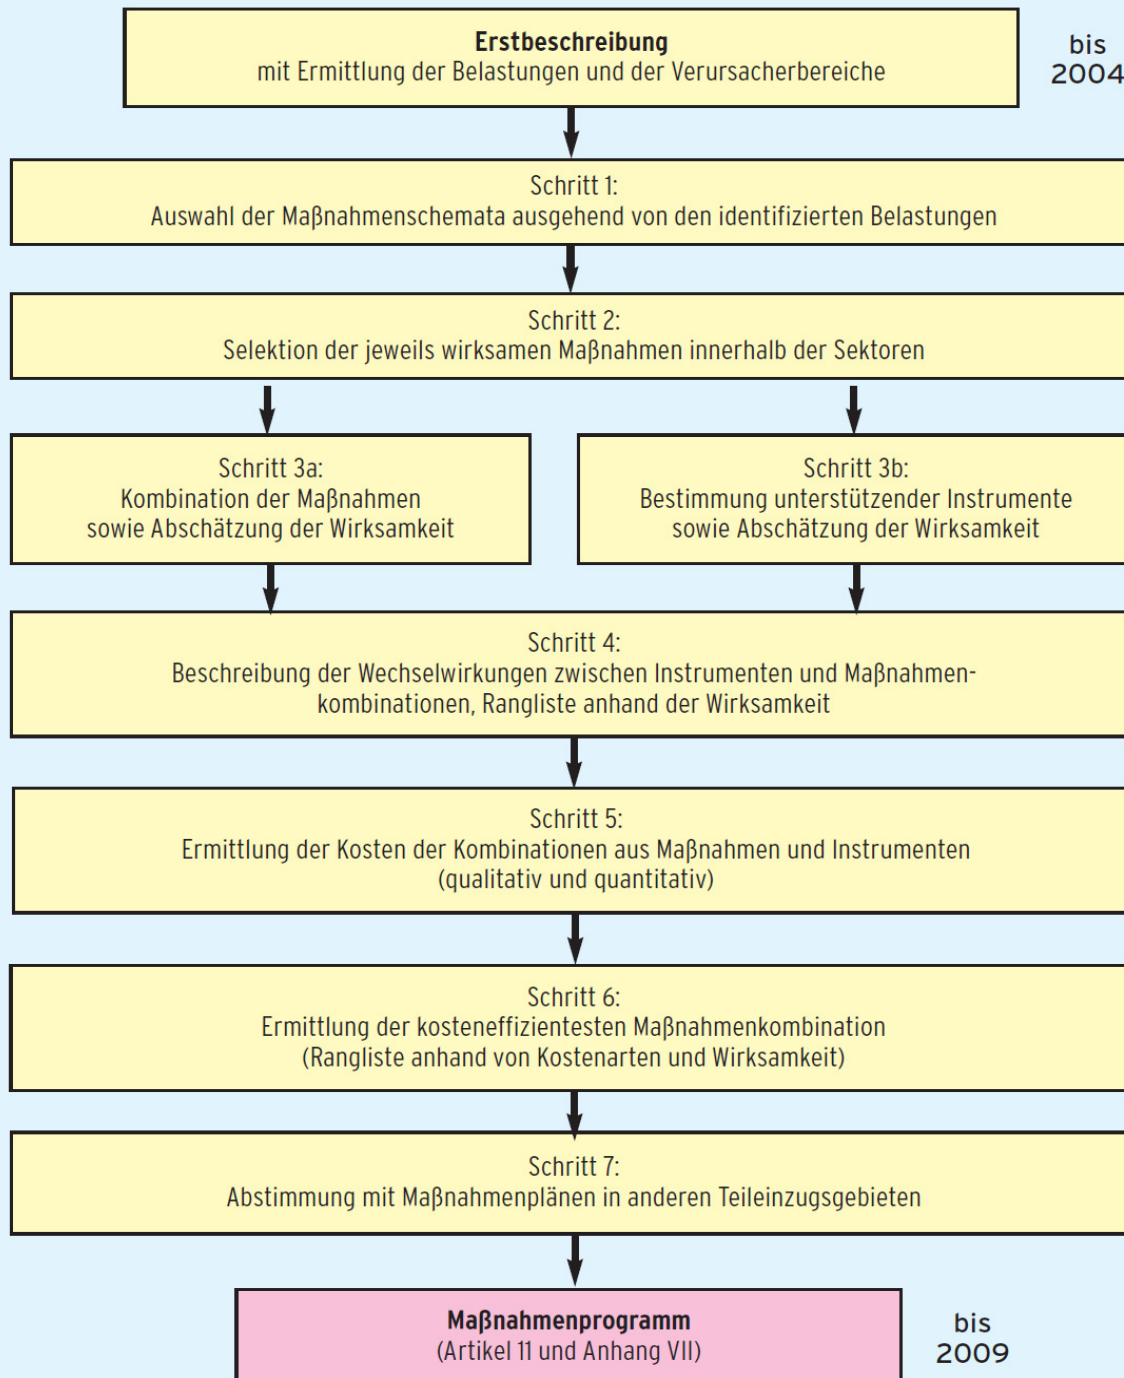 Erstbeschreibung
mit Ermittlung der Belastungen und der Verursacherbereiche
bis
2004
Schritt 1:
Auswahl der Maßnahmenschemata ausgehend von den identifizierten Belastungen
Schritt 2:
Selektion der jeweils wirksamen Maßnahmen innerhalb der Sektoren
Schritt 3a:
Kombination der Maßnahmen
sowie Abschätzung der Wirksamkeit
Schritt 3b:
Bestimmung unterstützender Instrumente
sowie Abschätzung der Wirksamkeit
Schritt 4:
Beschreibung der Wechselwirkungen zwischen Instrumenten und Maßnahmen-
kombinationen, Rangliste anhand der Wirksamkeit
Schritt 5:
Ermittlung der Kosten der Kombinationen aus Maßnahmen und Instrumenten
(qualitativ und quantitativ)
Schritt 6:
Ermittlung der kosteneffizientesten Maßnahmenkombination
(Rangliste anhand von Kostenarten und Wirksamkeit)
Schritt 7:
Abstimmung mit Maßnahmenplänen in anderen Teileinzugsgebieten
Maßnahmenprogramm
(Artikel 11 und Anhang VII)
bis
2009